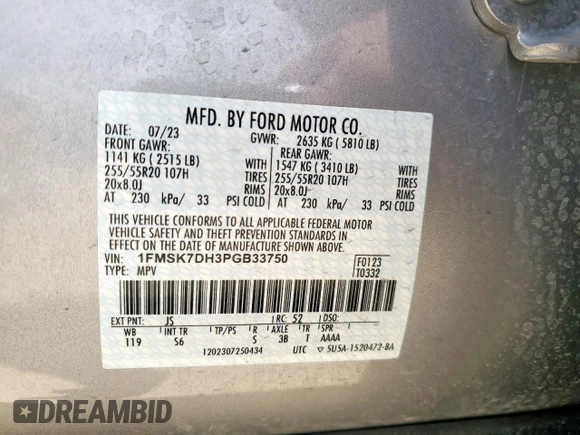 MFD. BY FORD MOTOR CO.
DATE: 07/23 GVWR: 2635 KG ( 5810 LB)
FRONT GAWR: REAR GAWR:
1141 KG ( 2515 LB) WITH 1547 KG ( 3410 LB) WITH
255/55R20 107H TIRES 255/55R20 107H TIRES
20x8.0J RIMS 20x8.0J RIMS
AT 230 kPa/ 33 PSI COLD AT 230 kPa/ 33 PSI COLD
THIS VEHICLE CONFORMS TO ALL APPLICABLE FEDERAL MOTOR
VEHICLE SAFETY AND THEFT PREVENTION STANDARDS IN
EFFECT ON THE DATE OF MANUFACTURE SHOWN ABOVE.
VIN: 1FMSK7DH3PGB33750 F0123
TYPE: MPV T0332
EXT PNT: JS RC: 52 DSO:
WB INT TR TP/PS R AXLE TR SPR
119 S6 S 3B T AAAA
1202307250434 UTC ▽ SU5A-1520472-BA
DREAMBID